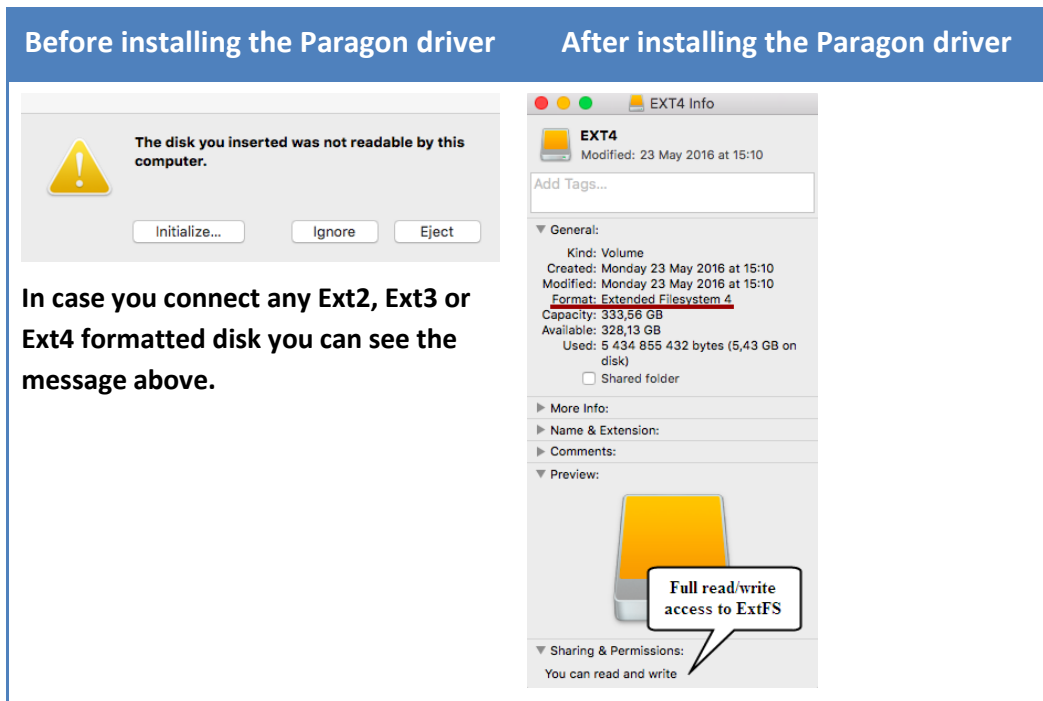 Before installing the Paragon driver
After installing the Paragon driver
The disk you inserted was not readable by this
computer.
Initialize...
Ignore
Eject
In case you connect any Ext2, Ext3 or
Ext4 formatted disk you can see the
message above.
EXT4 Info
EXT4
Modified: 23 May 2016 at 15:10
Add Tags...
General:
Kind: Volume
Created: Monday 23 May 2016 at 15:10
Modified: Monday 23 May 2016 at 15:10
Format: Extended Filesystem 4
Capacity: 333,56 GB
Available: 328,13 GB
Used: 5 434 855 432 bytes (5,43 GB on
disk)
Shared folder
More Info:
Name & Extension:
Comments:
Preview:
Full read/write
access to ExtFS
Sharing & Permissions:
You can read and write